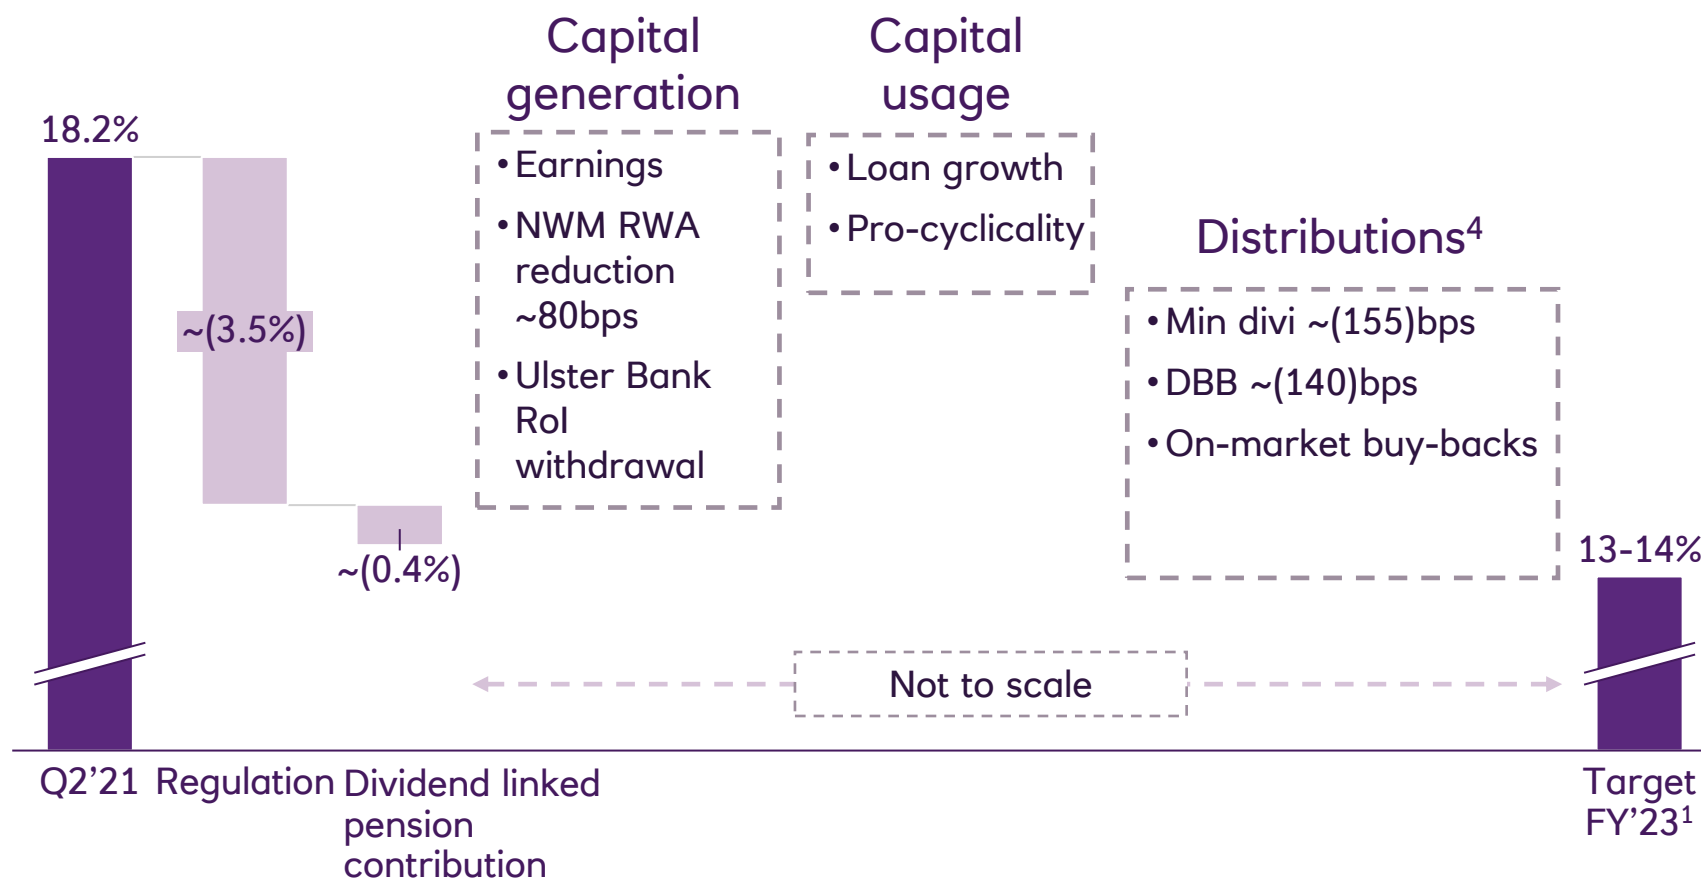 Capital
generation
Capital
usage
18.2%
•Earnings
•NWM RWA
reduction
~80bps
•Ulster Bank
RoI
withdrawal
•Loan growth
•Pro-cyclicality
Distributions⁴
•Min divi ~(155)bps
•DBB ~(140)bps
•On-market buy-backs
~(3.5%)
~(0.4%)
13-14%
Not to scale
Q2’21
Regulation
Dividend linked
pension
contribution
Target
FY’23¹